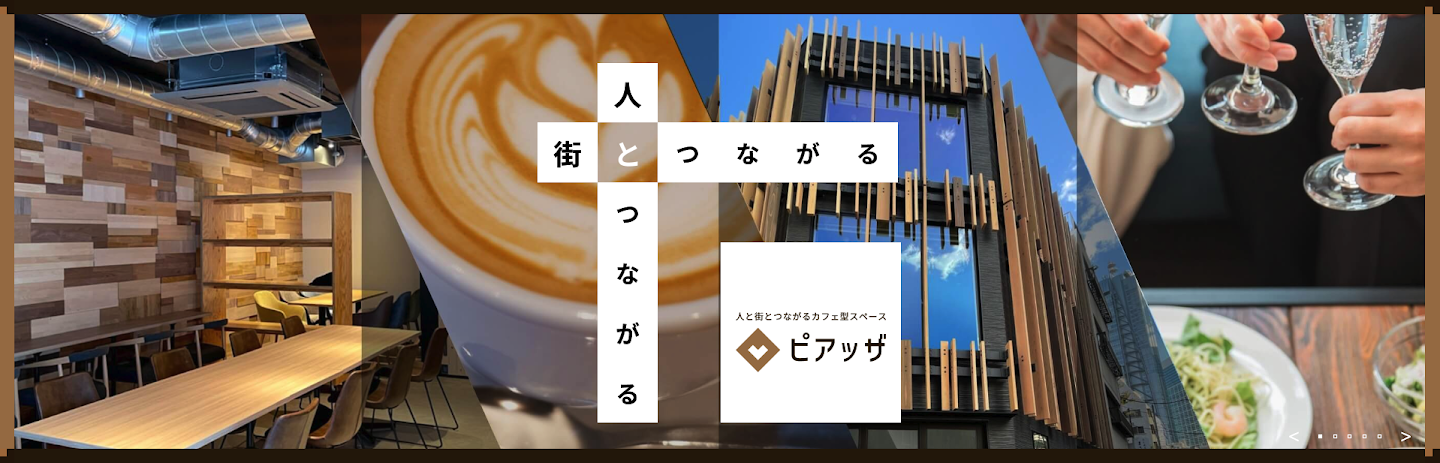 人とつながる
街とつながる
人と街とつながるカフェ型スペース
ピアッザ